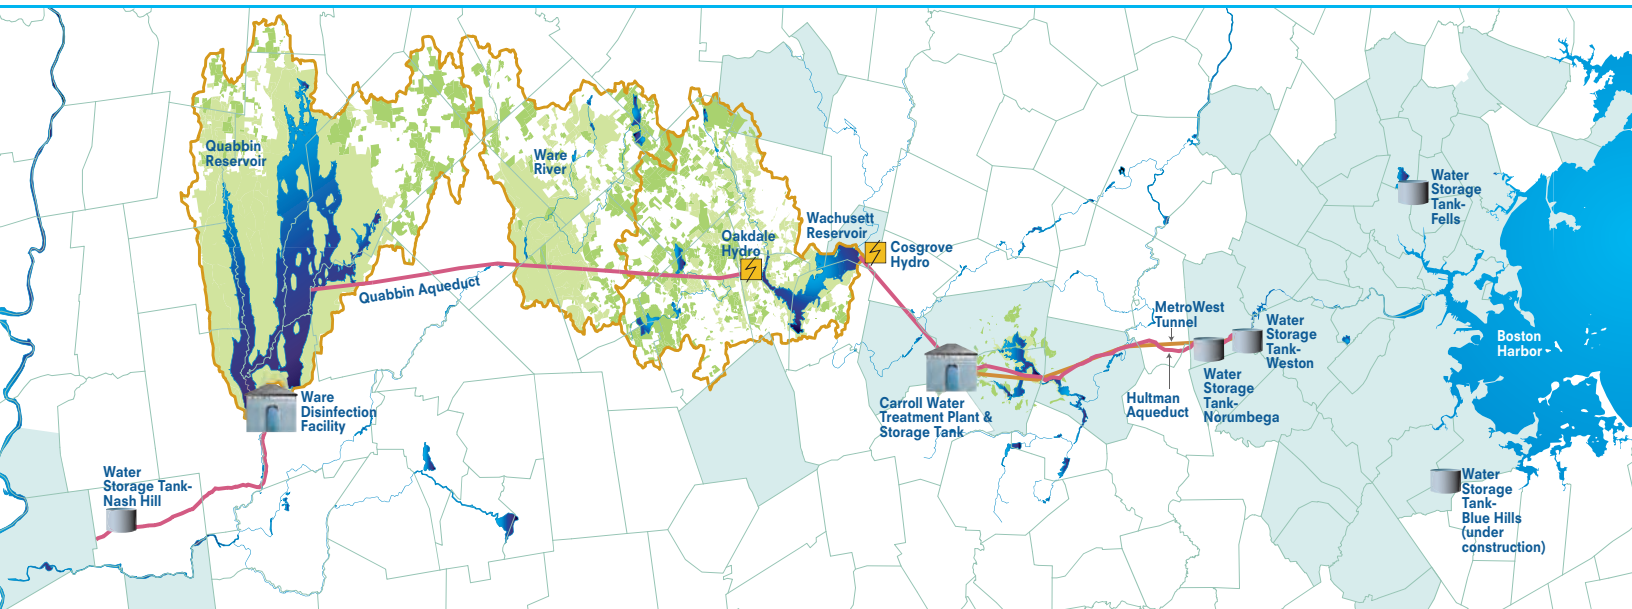 Quabbin
Reservoir
Ware
River
Oakdale
Hydro
Wachusett
Reservoir
Cosgrove
Hydro
Quabbin Aqueduct
Ware
Disinfection
Facility
Water
Storage Tank-
Nash Hill
Carroll Water
Treatment Plant &
Storage Tank
MetroWest
Tunnel
Hultman
Aqueduct
Water
Storage
Tank-
Norumbega
Water
Storage
Tank-
Weston
Water
Storage
Tank-
Fells
Boston
Harbor
Water
Storage
Tank-
Blue Hills
(under
construction)